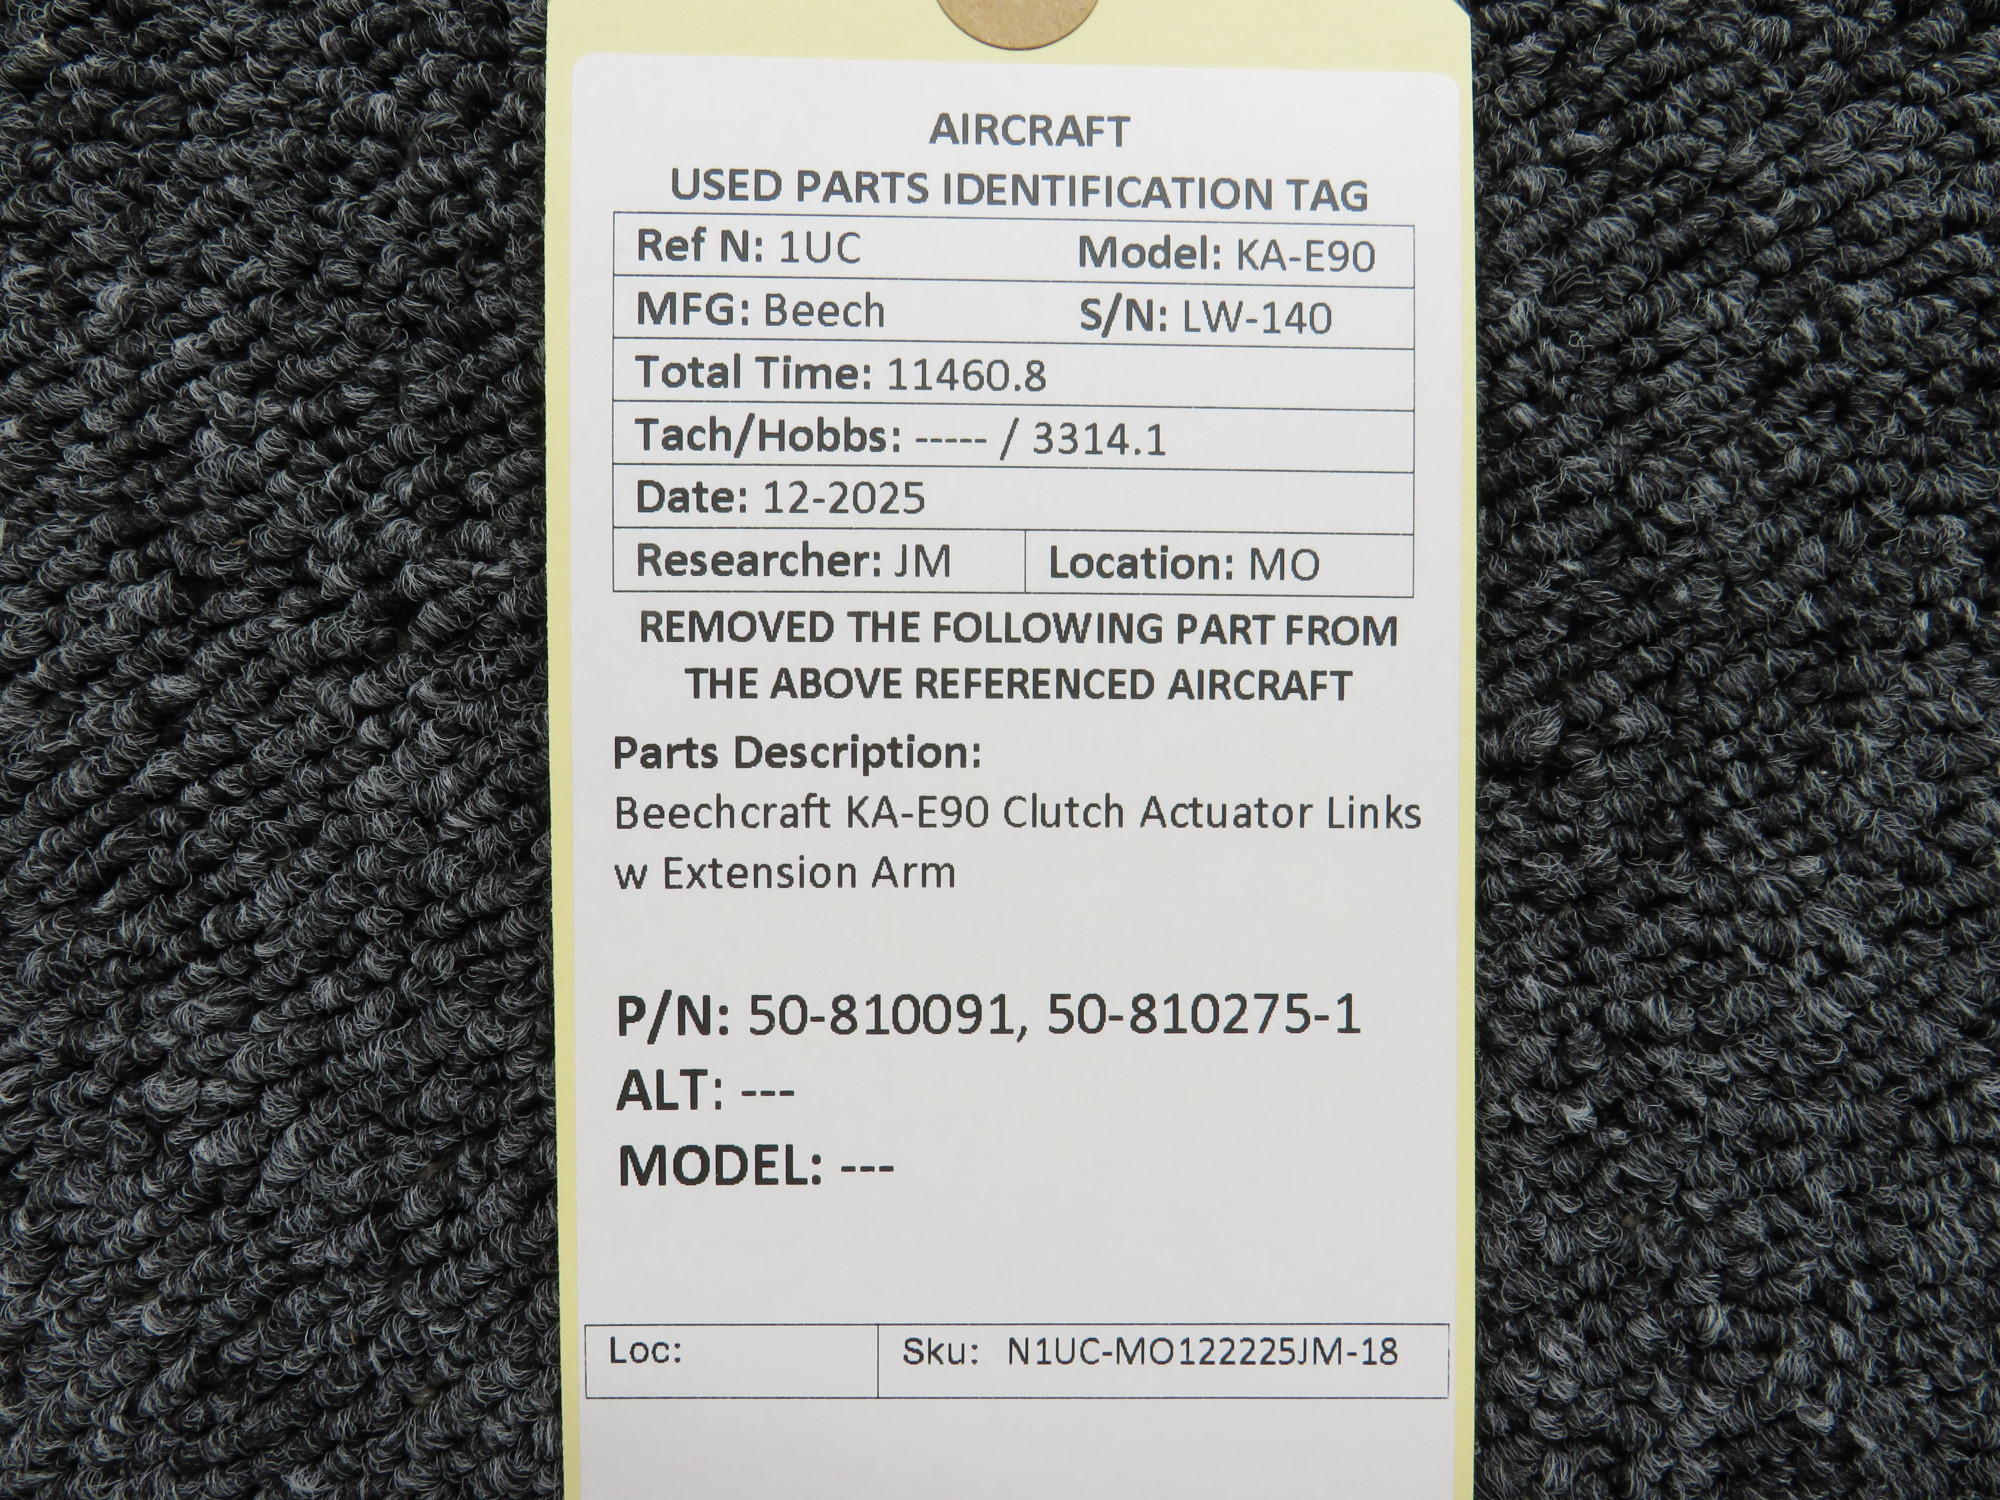 AIRCRAFT
USED PARTS IDENTIFICATION TAG
Ref N: 1UC Model: KA-E90
MFG: Beech S/N: LW-140
Total Time: 11460.8
Tach/Hobbs: ----- / 3314.1
Date: 12-2025
Researcher: JM Location: MO
REMOVED THE FOLLOWING PART FROM
THE ABOVE REFERENCED AIRCRAFT
Parts Description:
Beechcraft KA-E90 Clutch Actuator Links
w Extension Arm
P/N: 50-810091, 50-810275-1
ALT: ---
MODEL: ---
Loc: Sku: N1UC-MO122225JM-18